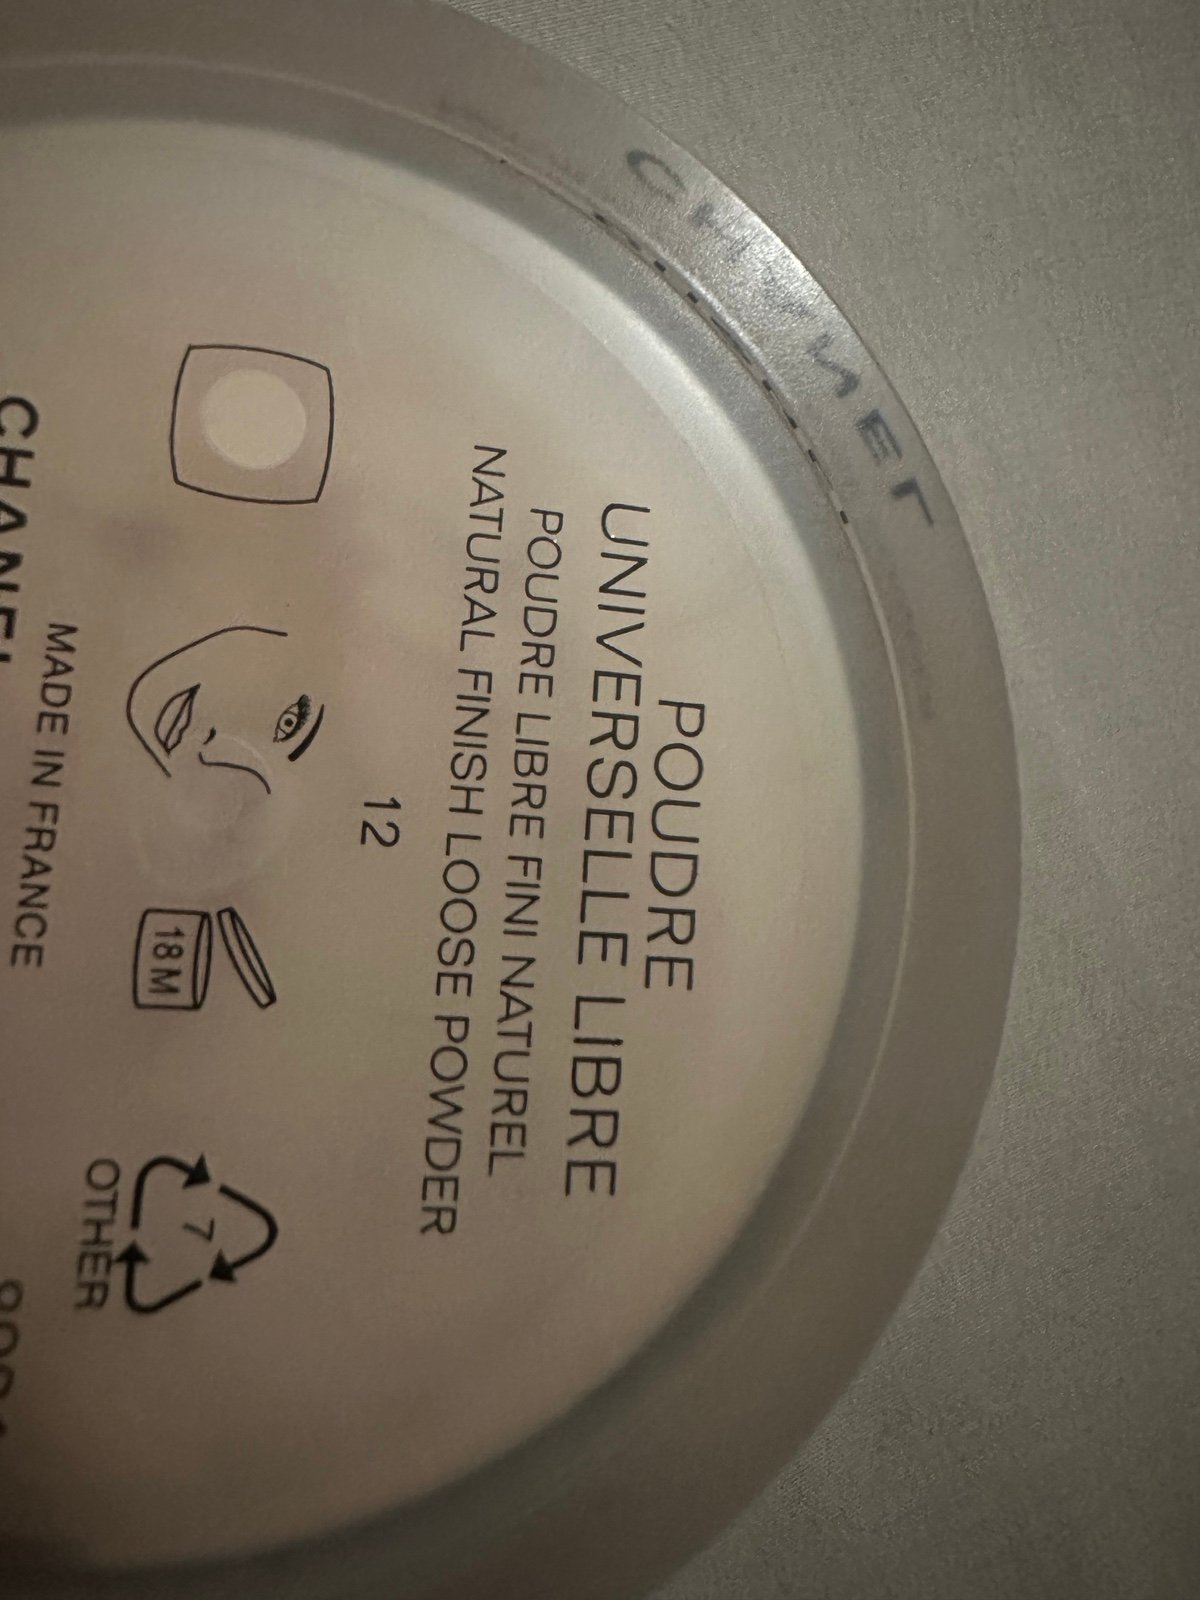 CHANEL
POUDRE
UNIVERSELLE LIBRE
POUDRE LIBRE FINI NATUREL
NATURAL FINISH LOOSE POWDER
12
18M
7
OTHER
MADE IN FRANCE
CHANEL